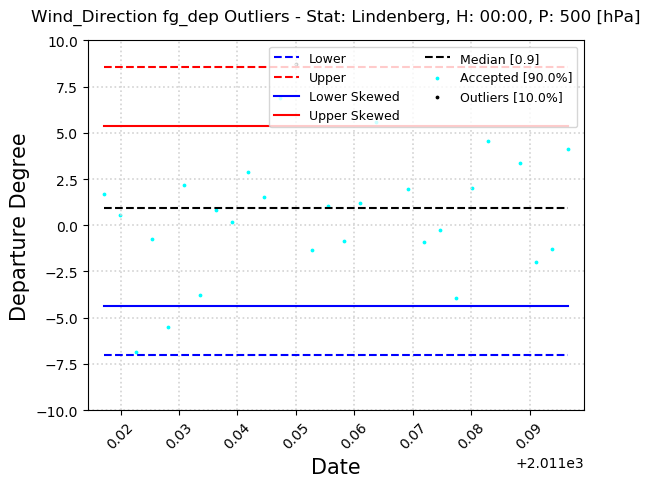 Wind_Direction fg_dep Outliers - Stat: Lindenberg, H: 00:00, P: 500 [hPa]
Lower
Upper
Lower Skewed
Upper Skewed
Median [0.9]
Accepted [90.0%]
Outliers [10.0%]
Departure Degree
10.0
7.5
5.0
2.5
0.0
−2.5
−5.0
−7.5
−10.0
0.02
0.03
0.04
0.05
0.06
0.07
0.08
0.09
+2.011e3
Date